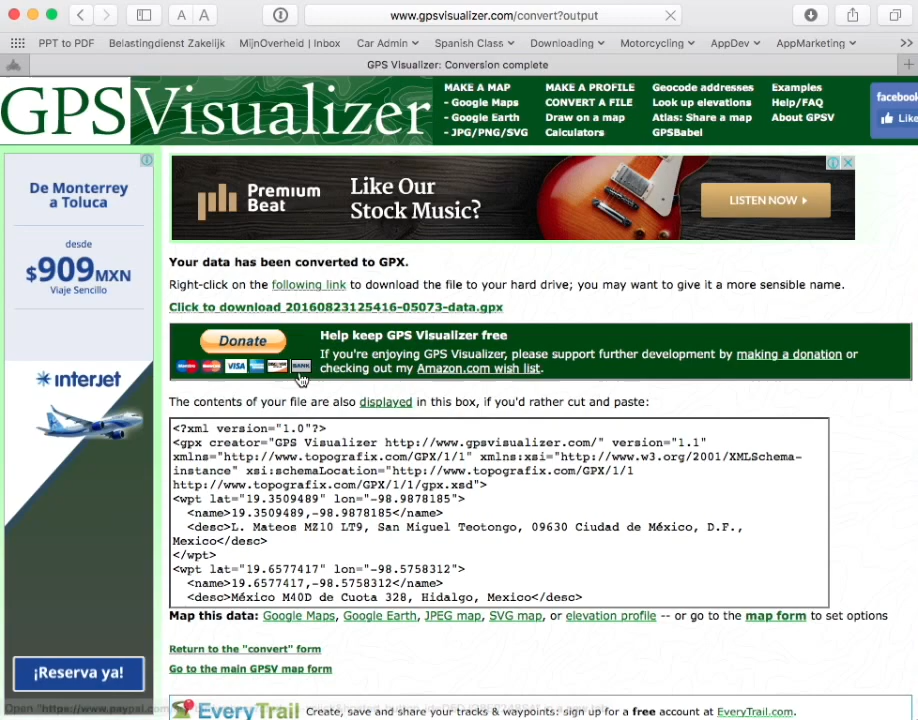 www.gpsvisualizer.com/convert?output
PPT to PDF Belastingdienst Zakelijk MijnOverheid | Inbox Car Admin Spanish Class Downloading Motorcycling AppDev AppMarketing
GPS Visualizer: Conversion complete
GPSVisualizer
MAKE A MAP
- Google Maps
- Google Earth
- JPG/PNG/SVG
MAKE A PROFILE
CONVERT A FILE
Draw on a map
Calculators
Geocode addresses
Look up elevations
Atlas: Share a map
GPSBabel
Examples
Help/FAQ
About GPSV
facebook
Like
De Monterrey
a Toluca
desde
$909MXN
Viaje Sencillo
interjet
¡Reserva ya!
Premium
Beat
Like Our
Stock Music?
LISTEN NOW
Your data has been converted to GPX.
Right-click on the following link to download the file to your hard drive; you may want to give it a more sensible name.
Click to download 20160823125416-05073-data.gpx
Donate
VISA
BANK
Help keep GPS Visualizer free
If you're enjoying GPS Visualizer, please support further development by making a donation or
checking out my Amazon.com wish list.
The contents of your file are also displayed in this box, if you'd rather cut and paste:
<?xml version="1.0"?>
<gpx creator="GPS Visualizer http://www.gpsvisualizer.com/" version="1.1"
xmlns="http://www.topografix.com/GPX/1/1" xmlns:xsi="http://www.w3.org/2001/XMLSchema-
instance" xsi:schemaLocation="http://www.topografix.com/GPX/1/1
http://www.topografix.com/GPX/1/1/gpx.xsd">
<wpt lat="19.3509489" lon="-98.9878185">
<name>19.3509489,-98.9878185</name>
<desc>L. Mateos MZ10 LT9, San Miguel Teotongo, 09630 Ciudad de México, D.F.,
Mexico</desc>
</wpt>
<wpt lat="19.6577417" lon="-98.5758312">
<name>19.6577417,-98.5758312</name>
<desc>México M40D de Cuota 328, Hidalgo, Mexico</desc>
Map this data: Google Maps, Google Earth, JPEG map, SVG map, or elevation profile -- or go to the map form to set options
Return to the "convert" form
Go to the main GPSV map form
EveryTrail
Create, save and share your tracks & waypoints: sign up for a free account at EveryTrail.com.